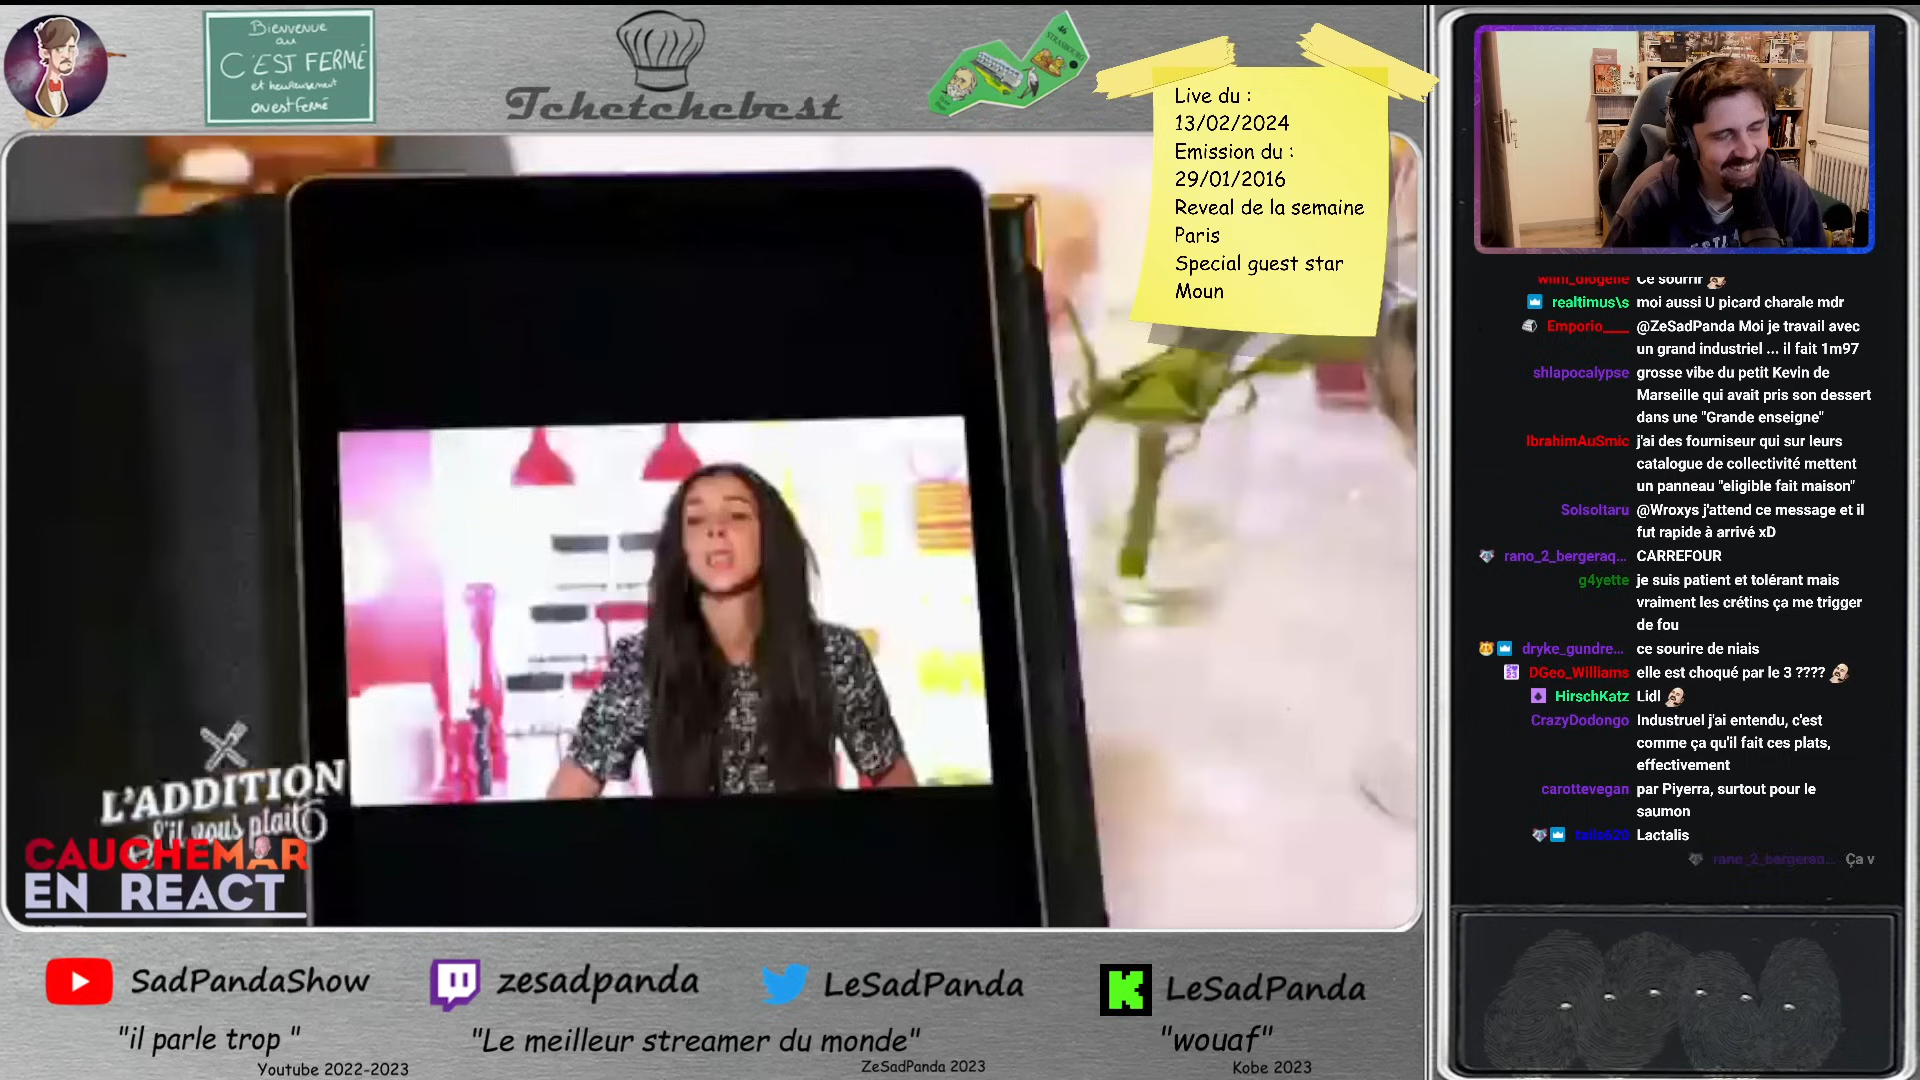 Bienvenue
au
C'EST FERMÉ
et heureusement
on est fermé
Tchetchebest
46
STRASBOURG
Live du :
13/02/2024
Emission du :
29/01/2016
Reveal de la semaine
Paris
Special guest star
Moun
L'ADDITION
s'il vous plaît
CAUCHEMAR
EN REACT
SadPandaShow
"il parle trop "
Youtube 2022-2023
zesadpanda
"Le meilleur streamer du monde"
ZeSadPanda 2023
LeSadPanda
LeSadPanda
"wouaf"
Kobe 2023
Ce sourrir
realtimus\s moi aussi U picard charale mdr
Emporio____ @ZeSadPanda Moi je travail avec
un grand industriel ... il fait 1m97
shlapocalypse grosse vibe du petit Kevin de
Marseille qui avait pris son dessert
dans une "Grande enseigne"
IbrahimAuSmic j'ai des fourniseur qui sur leurs
catalogue de collectivité mettent
un panneau "eligible fait maison"
Solsoltaru @Wroxys j'attend ce message et il
fut rapide à arrivé xD
rano_2_bergeraq... CARREFOUR
g4yette je suis patient et tolérant mais
vraiment les crétins ça me trigger
de fou
dryke_gundre... ce sourire de niais
DGeo_Williams elle est choqué par le 3 ????
HirschKatz Lidl
CrazyDodongo Industruel j'ai entendu, c'est
comme ça qu'il fait ces plats,
effectivement
carottevegan par Piyerra, surtout pour le
saumon
tails620 Lactalis
rano_2_bergeraq... Ça v